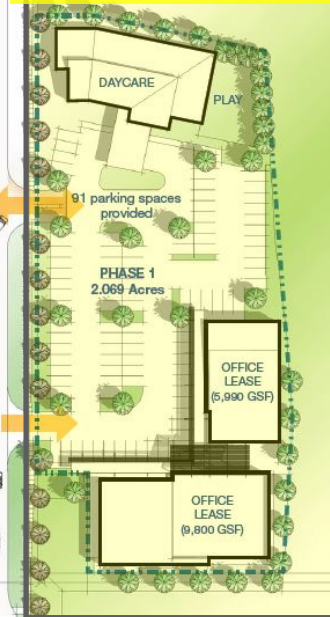 DAYCARE
PLAY
91 parking spaces
provided
PHASE 1
2.069 Acres
OFFICE
LEASE
(5,990 GSF)
OFFICE
LEASE
(9,800 GSF)